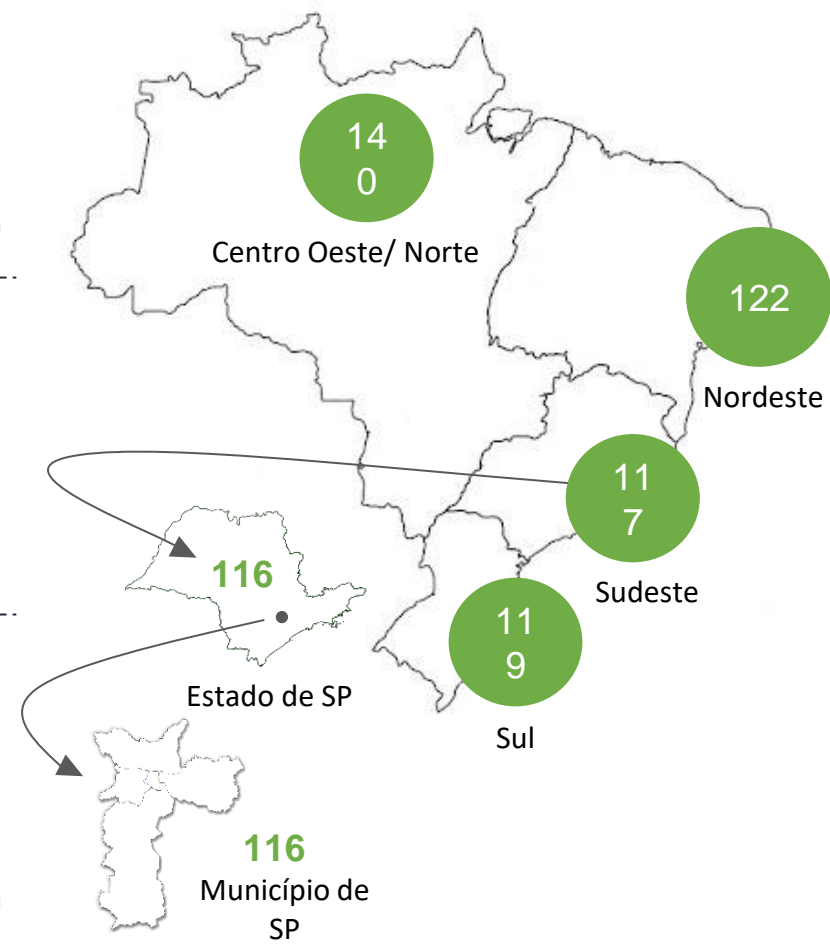 14
0
Centro Oeste/ Norte
122
Nordeste
11
7
Sudeste
116
Estado de SP
11
9
Sul
116
Município de
SP